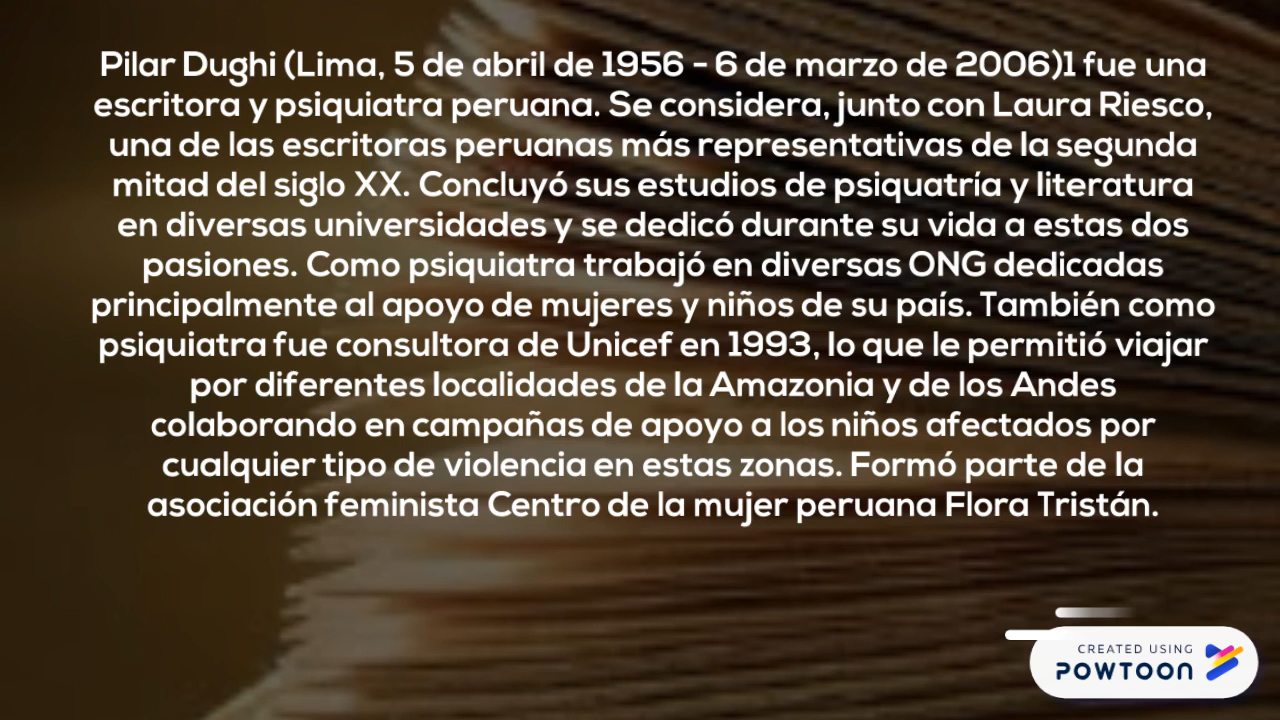 Pilar Dughi (Lima, 5 de abril de 1956 - 6 de marzo de 2006)1 fue una
escritora y psiquiatra peruana. Se considera, junto con Laura Riesco,
una de las escritoras peruanas más representativas de la segunda
mitad del siglo XX. Concluyó sus estudios de psiquatría y literatura
en diversas universidades y se dedicó durante su vida a estas dos
pasiones. Como psiquiatra trabajó en diversas ONG dedicadas
principalmente al apoyo de mujeres y niños de su país. También como
psiquiatra fue consultora de Unicef en 1993, lo que le permitió viajar
por diferentes localidades de la Amazonia y de los Andes
colaborando en campañas de apoyo a los niños afectados por
cualquier tipo de violencia en estas zonas. Formó parte de la
asociación feminista Centro de la mujer peruana Flora Tristán.
CREATED USING
POWTOON